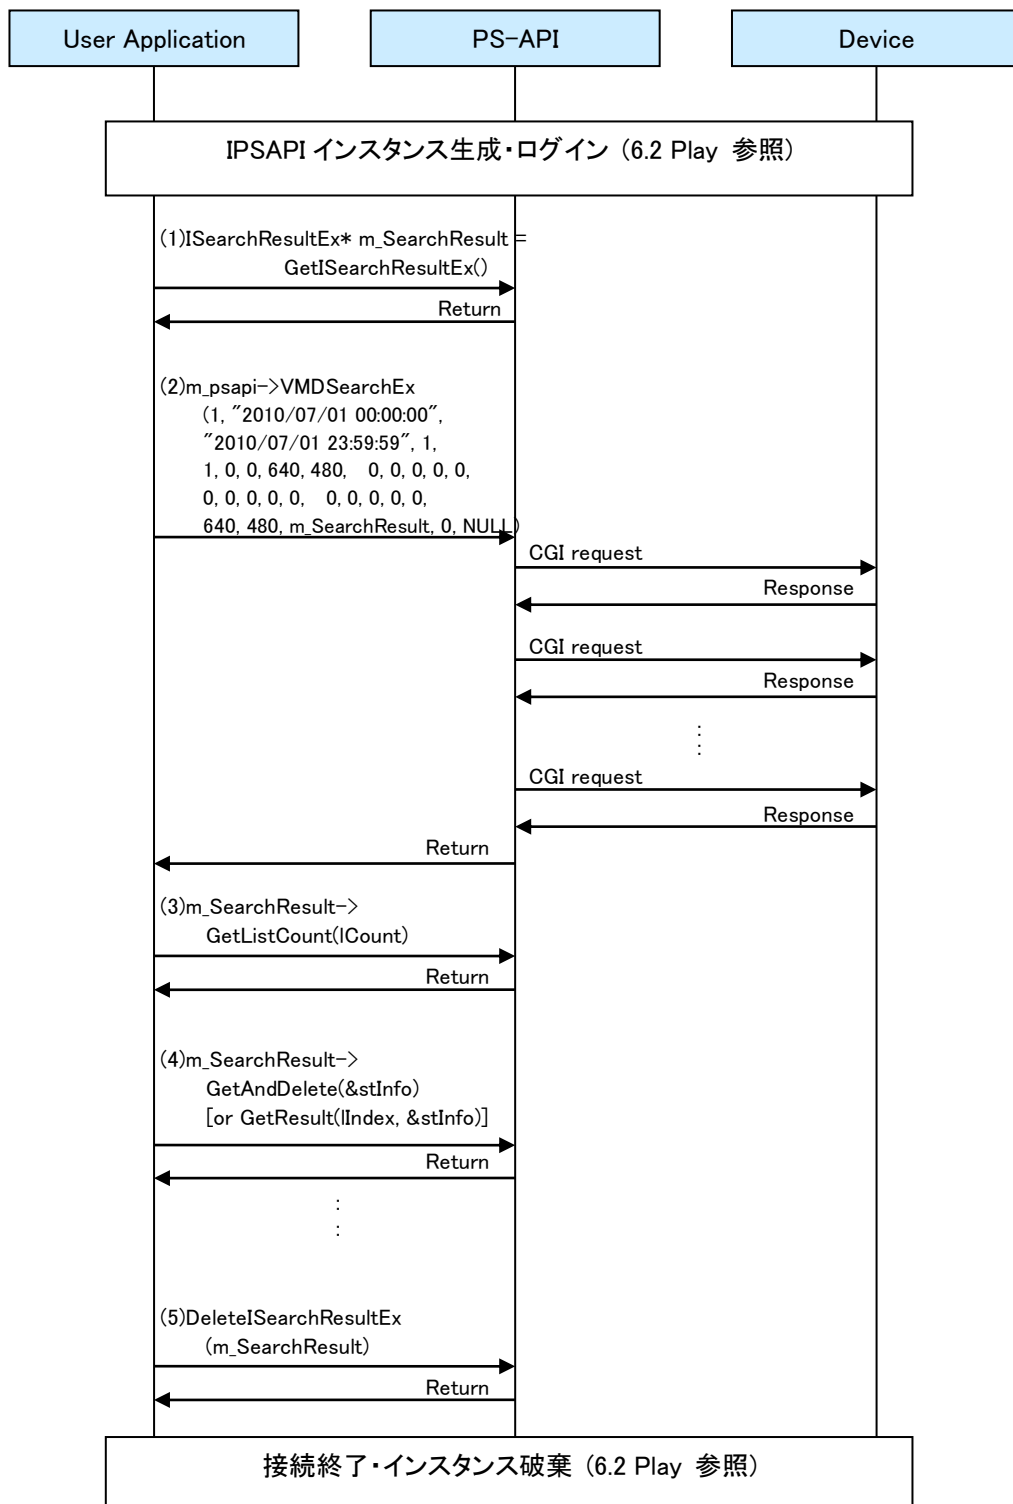 User Application
PS-API
Device
IPSAPI インスタンス生成・ログイン (6.2 Play 参照)
(1)ISearchResultEx* m_SearchResult =
GetISearchResultEx()
Return
(2)m_psapi->VMDSearchEx
(1, "2010/07/01 00:00:00",
"2010/07/01 23:59:59", 1,
1, 0, 0, 640, 480, 0, 0, 0, 0, 0,
0, 0, 0, 0, 0, 0, 0, 0, 0, 0,
640, 480, m_SearchResult, 0, NULL)
CGI request
Response
CGI request
Response
:
:
CGI request
Response
Return
(3)m_SearchResult->
GetListCount(lCount)
Return
(4)m_SearchResult->
GetAndDelete(&stInfo)
[or GetResult(lIndex, &stInfo)]
Return
:
:
(5)DeleteISearchResultEx
(m_SearchResult)
Return
接続終了・インスタンス破棄 (6.2 Play 参照)